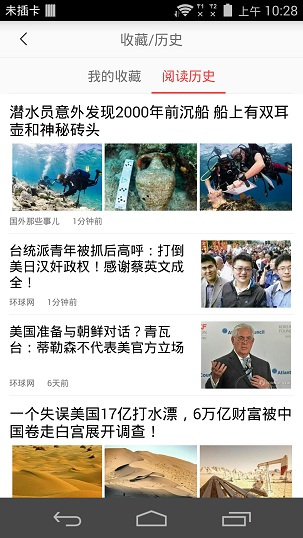 未插卡 10:28
收藏/历史
我的收藏 阅读历史
潜水员意外发现2000年前沉船 船上有双耳
壶和神秘砖头
国外那些事儿 1分钟前
台统派青年被抓后高呼：打倒
美日汉奸政权！感谢蔡英文成
全！
环球网 1分钟前
美国准备与朝鲜对话？青瓦
台：蒂勒森不代表美官方立场
环球网 6天前
一个失误美国17亿打水漂，6万亿财富被中
国卷走白宫展开调查！